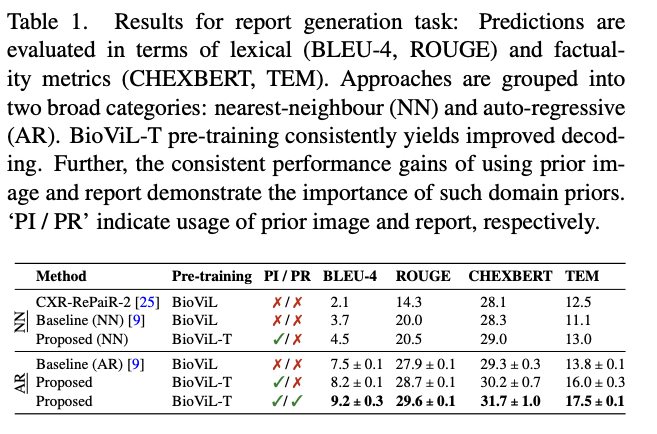 Table 1. Results for report generation task: Predictions are
evaluated in terms of lexical (BLEU-4, ROUGE) and factual-
ity metrics (CHEXBERT, TEM). Approaches are grouped into
two broad categories: nearest-neighbour (NN) and auto-regressive
(AR). BioViL-T pre-training consistently yields improved decod-
ing. Further, the consistent performance gains of using prior im-
age and report demonstrate the importance of such domain priors.
‘PI / PR’ indicate usage of prior image and report, respectively.
Method Pre-training PI / PR BLEU-4 ROUGE CHEXBERT TEM
NN
CXR-RePaiR-2 [25] BioViL ✗/✗ 2.1 14.3 28.1 12.5
Baseline (NN) [9] BioViL ✗/✗ 3.7 20.0 28.3 11.1
Proposed (NN) BioViL-T ✓/✗ 4.5 20.5 29.0 13.0
AR
Baseline (AR) [9] BioViL ✗/✗ 7.5 ± 0.1 27.9 ± 0.1 29.3 ± 0.3 13.8 ± 0.1
Proposed BioViL-T ✓/✗ 8.2 ± 0.1 28.7 ± 0.1 30.2 ± 0.7 16.0 ± 0.3
Proposed BioViL-T ✓/✓ 9.2 ± 0.3 29.6 ± 0.1 31.7 ± 1.0 17.5 ± 0.1